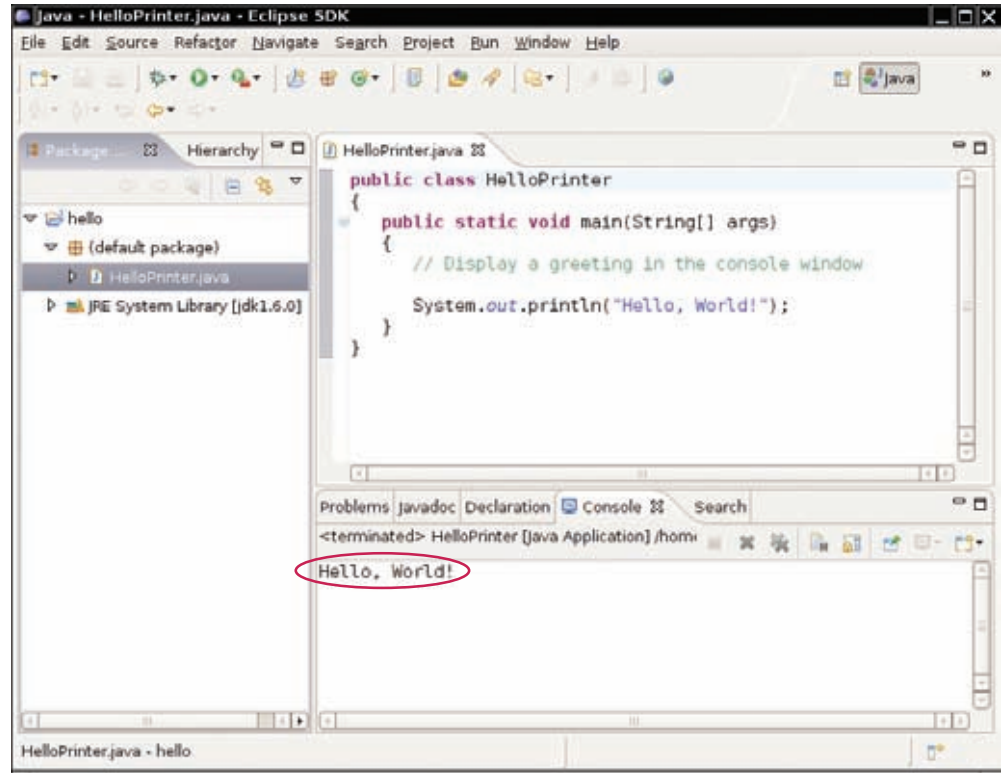 Java - HelloPrinter.java - Eclipse SDK
File Edit Source Refactor Navigate Search Project Run Window Help
Java
Package ... Hierarchy
HelloPrinter.java
hello
(default package)
HelloPrinter.java
JRE System Library [jdk1.6.0]
public class HelloPrinter
{
public static void main(String[] args)
{
// Display a greeting in the console window
System.out.println("Hello, World!");
}
}
Problems Javadoc Declaration Console Search
<terminated> HelloPrinter [Java Application] /home
Hello, World!
HelloPrinter.java - hello